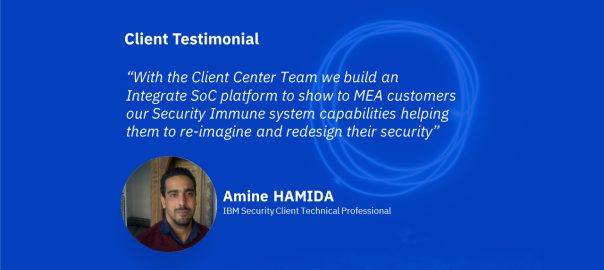 Client Testimonial
“With the Client Center Team we build an
Integrate SoC platform to show to MEA customers
our Security Immune system capabilities helping
them to re-imagine and redesign their security”
Amine HAMIDA
IBM Security Client Technical Professional